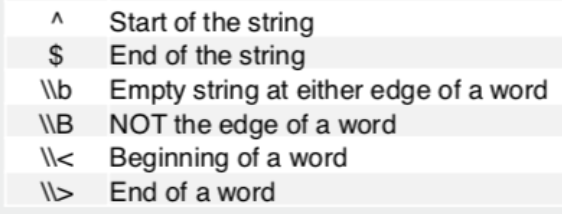 ^ Start of the string
$ End of the string
\\b Empty string at either edge of a word
\\B NOT the edge of a word
\\< Beginning of a word
\\> End of a word